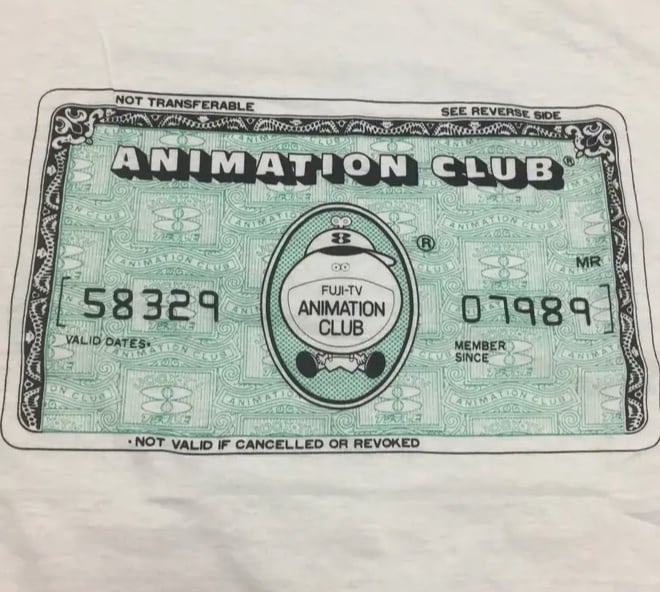 NOT TRANSFERABLE
SEE REVERSE SIDE
ANIMATION CLUB®
8
®
MR
FUJI-TV
ANIMATION
CLUB
58329
07989
VALID DATES•
MEMBER
SINCE
• NOT VALID IF CANCELLED OR REVOKED